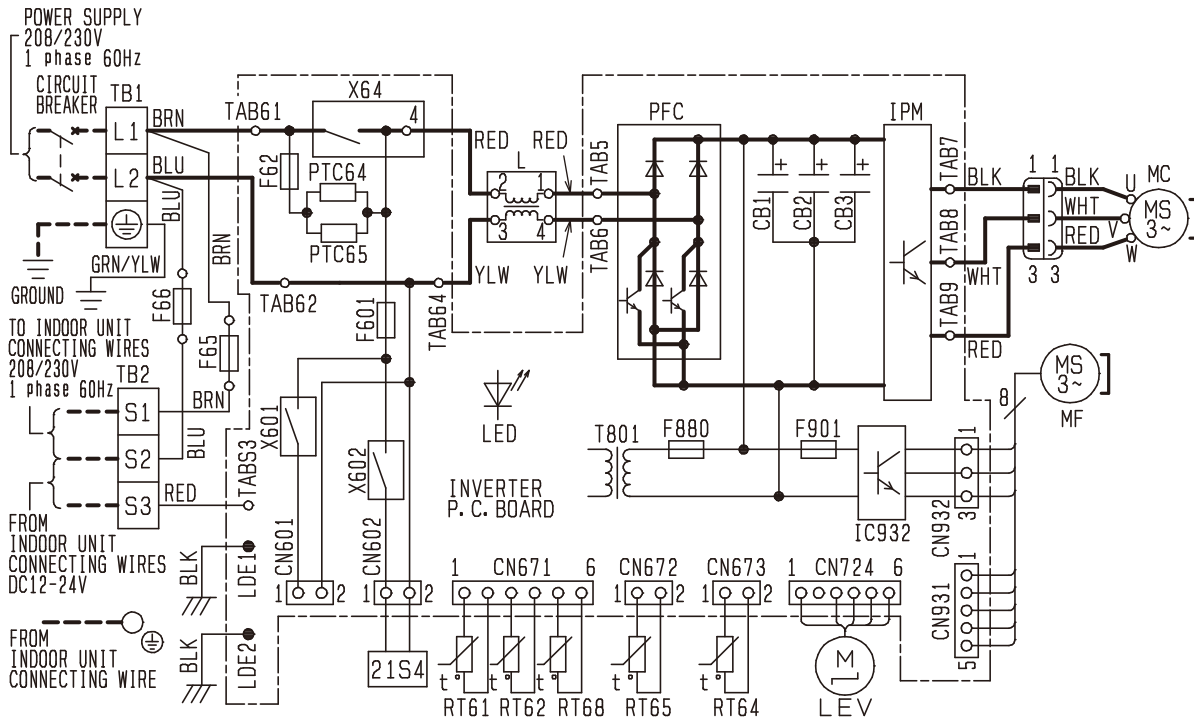 POWER SUPPLY
208/230V
1 phase 60Hz
CIRCUIT
BREAKER
TB1
L1
L2
BRN
BLU
BLU
BRN
GRN/YLW
GROUND
F66
F65
TO INDOOR UNIT
CONNECTING WIRES
208/230V
1 phase 60Hz
TB2
S1
S2
S3
BRN
BLU
RED
FROM
INDOOR UNIT
CONNECTING WIRES
DC12-24V
FROM
INDOOR UNIT
CONNECTING WIRE
BLK
BLK
LDE1
LDE2
TABS3
TAB61
X64
4
F62
PTC64
PTC65
TAB62
F601
TAB64
RED
RED
L
2 1
3 4
YLW
YLW
TAB5
TAB6
PFC
CB1
+
CB2
+
CB3
+
IPM
TAB7
TAB8
TAB9
BLK
WHT
RED
1 1
3 3
BLK
WHT
RED
U
V
W
MC
MS
3~
MS
3~
MF
8
X601
X602
LED
INVERTER
P.C.BOARD
T801
F880
F901
IC932
1
CN932
3
1
CN931
5
CN601
1 2
CN602
1 2
21S4
1 CN671 6
CN672
1 2
CN673
1 2
1 CN724 6
t°
RT61
t°
RT62
t°
RT68
t°
RT65
t°
RT64
M
LEV